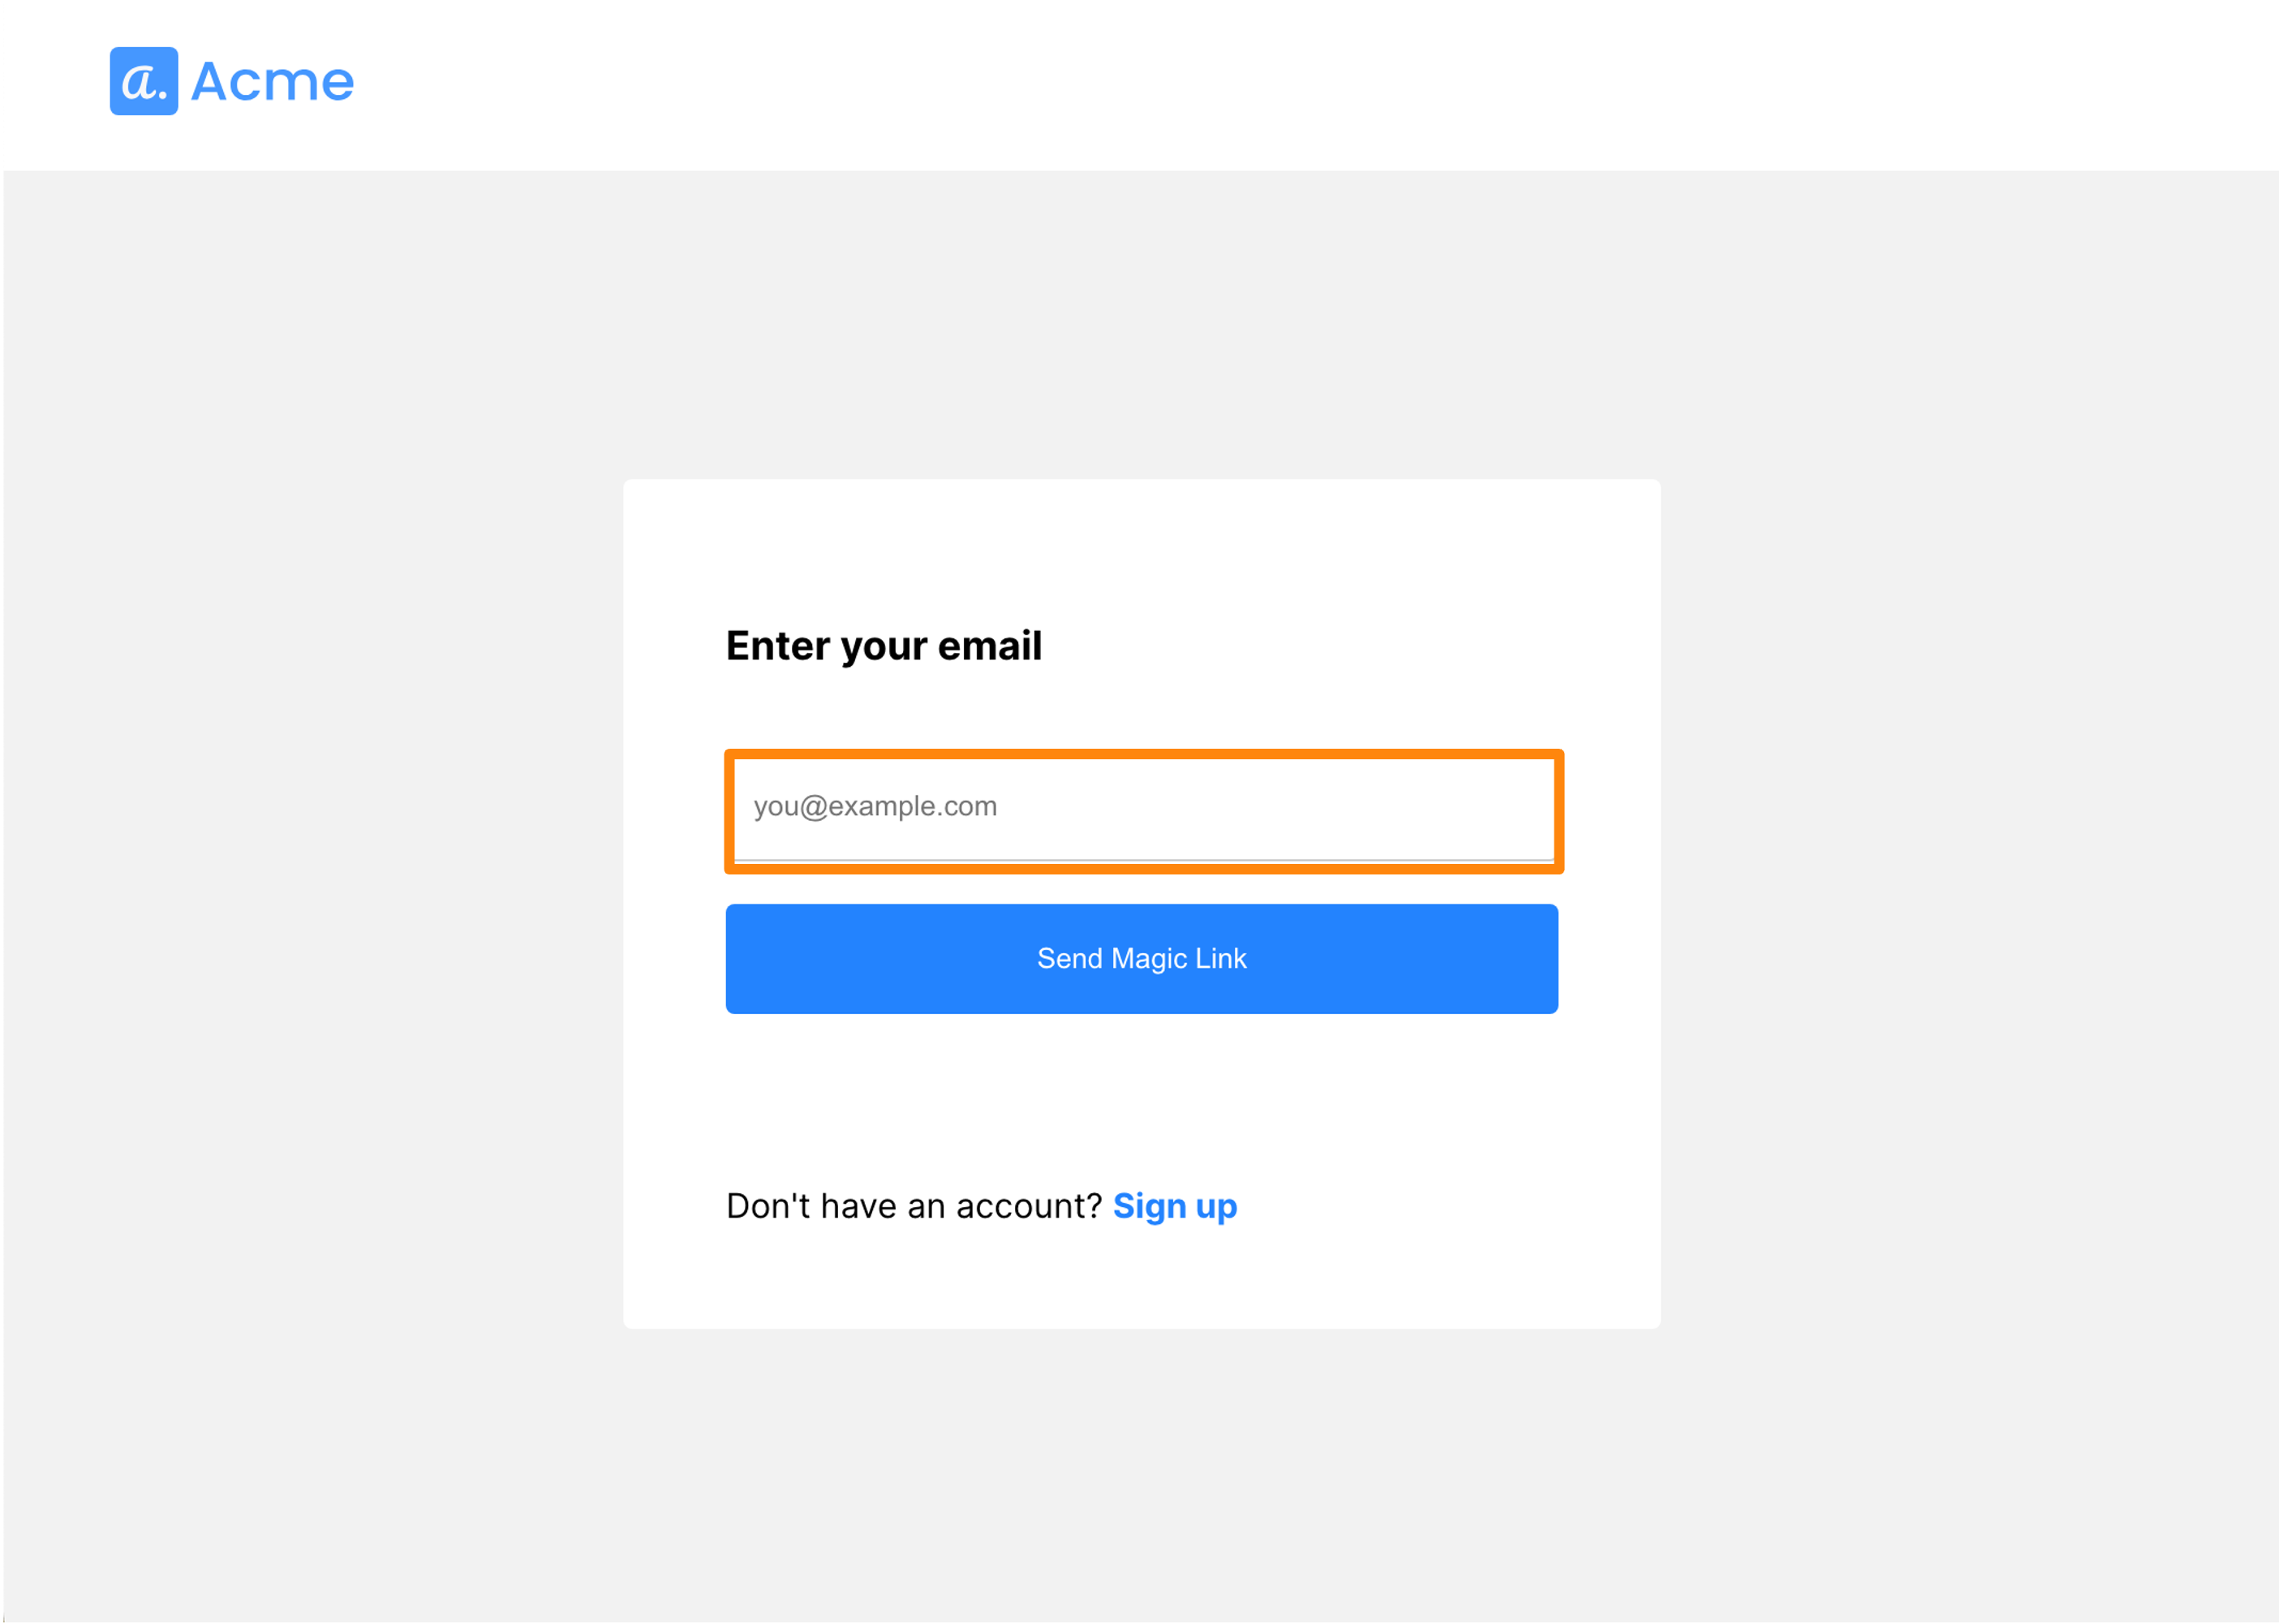 a. Acme
Enter your email
you@example.com
Send Magic Link
Don't have an account? Sign up